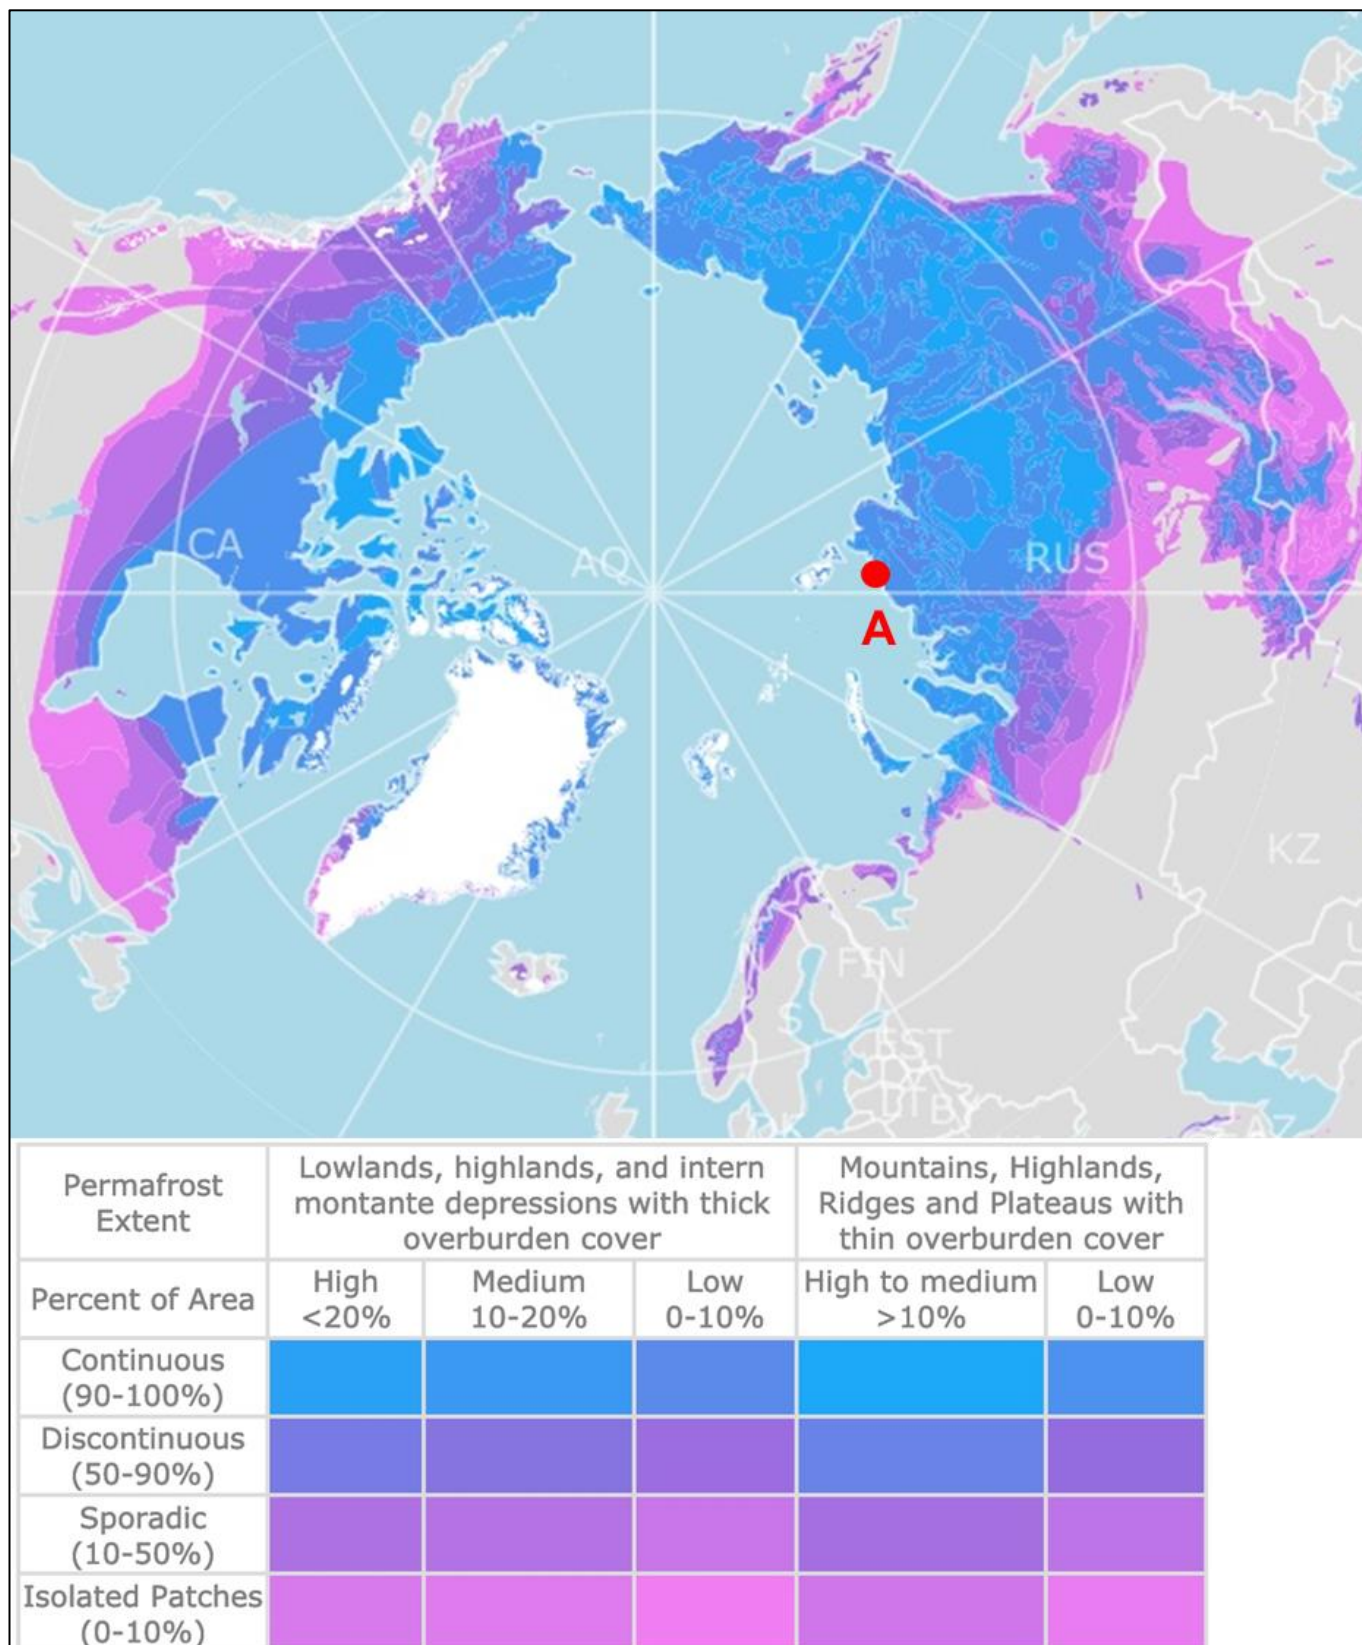 CA
AQ
RUS
A
M
KZ
FIN
S
EST
Permafrost
Extent
Lowlands, highlands, and intern
montante depressions with thick
overburden cover
Mountains, Highlands,
Ridges and Plateaus with
thin overburden cover
Percent of Area
High
<20%
Medium
10-20%
Low
0-10%
High to medium
>10%
Low
0-10%
Continuous
(90-100%)
Discontinuous
(50-90%)
Sporadic
(10-50%)
Isolated Patches
(0-10%)